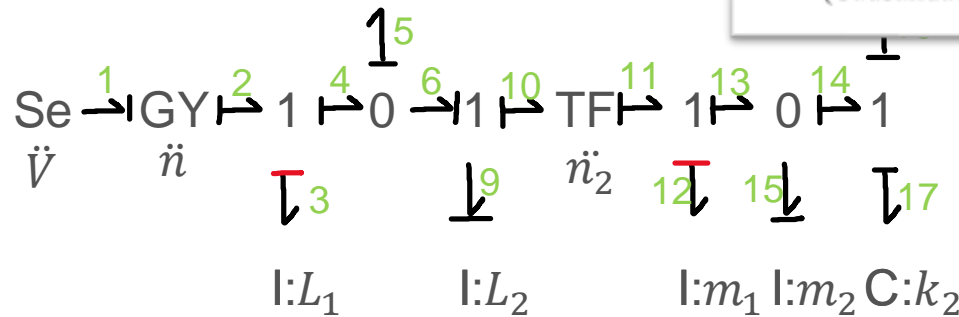 5
1 2 4 6 10 11 13 14
Se GY 1 0 1 TF 1 0 1
V̈ n̈ n̈₂
3 9 12 15 17
I:L₁ I:L₂ I:m₁ I:m₂ C:k₂